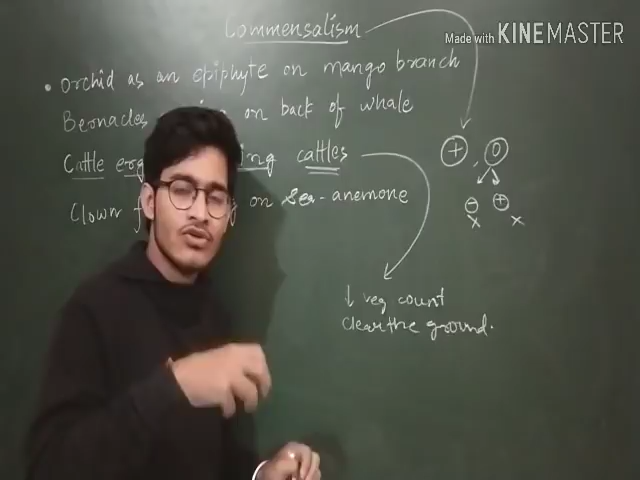 Made with KINEMASTER
Commensalism
• Orchid as an epiphyte on mango branch
Bernacles on back of whale
+ , 0
Cattle cattles
⊖ ⊕
x x
Clown on Sea-anemone
↓ veg count
Clear the ground.